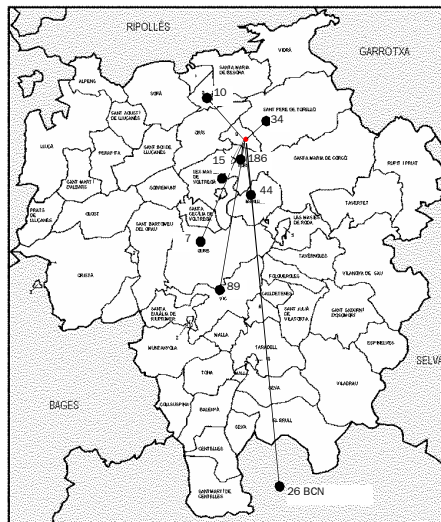 RIPOLLÈS
VIDRÀ
GARROTXA
SANTA MARIA
DE BESORA
ALPENS
SORÀ
10
SANT PERE DE TORELLÓ
34
SANT AGUSTÍ
DE LLUÇANÈS
ORÍS
LLUÇÀ
PERAFITA
SANT BOI DE
LLUÇANÈS
15
186
SANTA MARIA DE CORCÓ
RUPIT I PRUIT
LES MASIES
DE
VOLTREGÀ
SANT MARTÍ
D'ALBARS
SOBREMUNT
44
MANLLEU
TAVERTET
PRATS
DE
LLUÇANÈS
OLOST
SANTA
CECÍLIA DE
VOLTREGÀ
SANT BARTOMEU
DEL GRAU
LES MASIES
DE RODA
7
GURB
TAVÈRNOLES
ORISTÀ
FOLGUEROLES
VILANOVA DE SAU
CALLDETENES
89
VIC
SANTA
EULÀLIA DE
RIUPRIMER
SANT JULIÀ
DE VILATORTA
SANT SADURNÍ
D'OSORMORT
MALLA
ESPINELVES
MUNTANYOLA
TARADELL
SELVA
TONA
SEVA
VILADRAU
BAGES
COLLSUSPINA
BALENYÀ
SEVA
EL BRULL
CENTELLES
SANT MARTÍ DE
CENTELLES
26 BCN